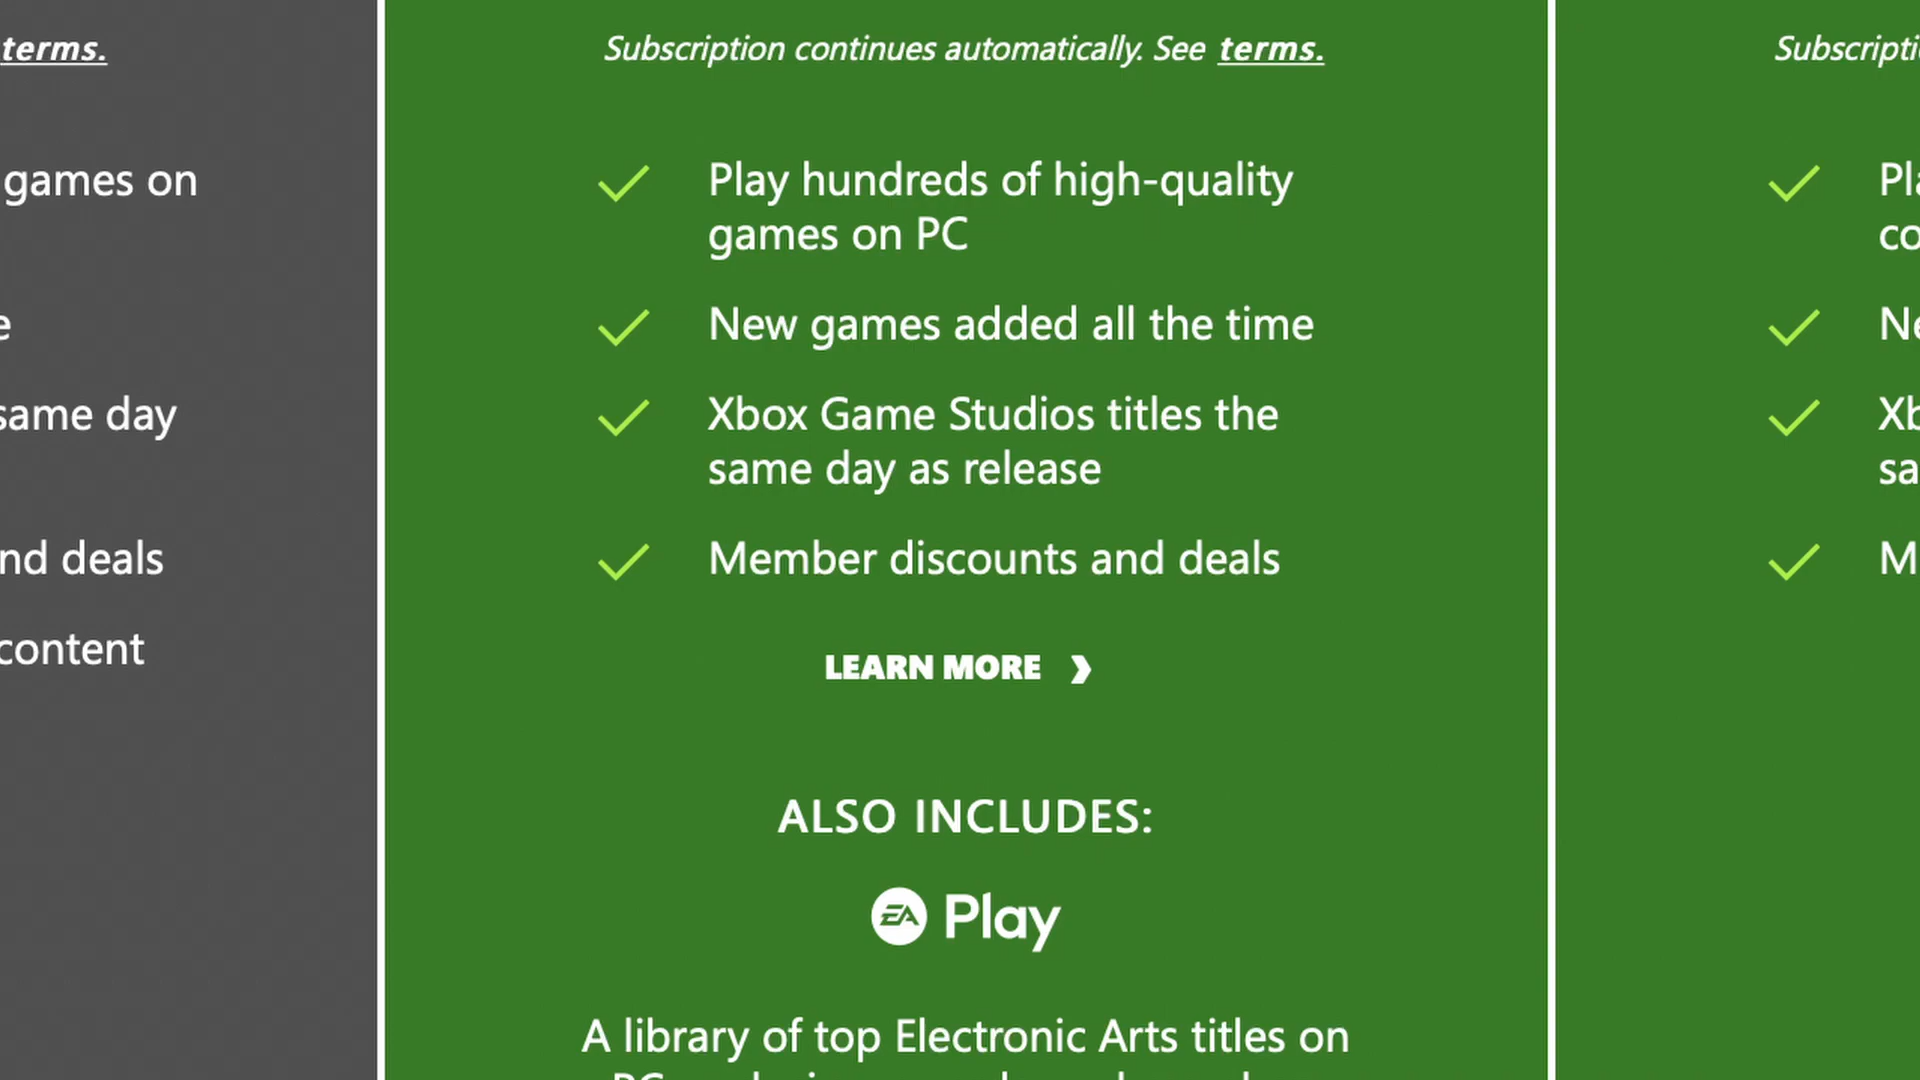 terms.
games on
e
same day
nd deals
content
Subscription continues automatically. See terms.
Play hundreds of high-quality
games on PC
New games added all the time
Xbox Game Studios titles the
same day as release
Member discounts and deals
LEARN MORE
ALSO INCLUDES:
EA Play
A library of top Electronic Arts titles on
Subscripti
Pla
co
Ne
Xb
sa
M